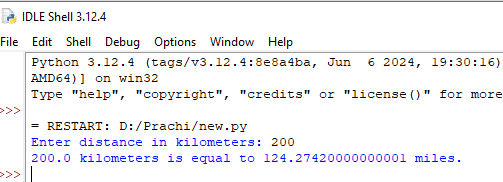 IDLE Shell 3.12.4
File Edit Shell Debug Options Window Help
Python 3.12.4 (tags/v3.12.4:8e8a4ba, Jun  6 2024, 19:30:16)
AMD64)] on win32
Type "help", "copyright", "credits" or "license()" for more
>>>
= RESTART: D:/Prachi/new.py
Enter distance in kilometers: 200
200.0 kilometers is equal to 124.27420000000001 miles.
>>>